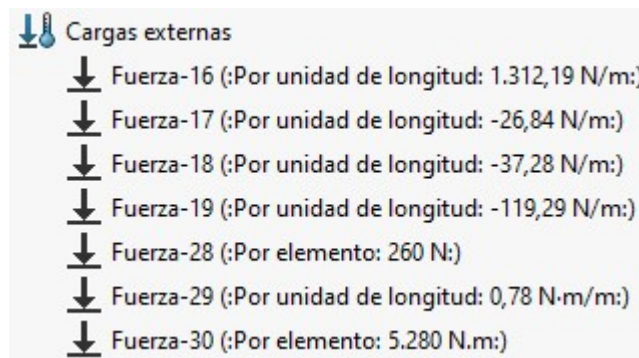 Cargas externas
Fuerza-16 (:Por unidad de longitud: 1.312,19 N/m:)
Fuerza-17 (:Por unidad de longitud: -26,84 N/m:)
Fuerza-18 (:Por unidad de longitud: -37,28 N/m:)
Fuerza-19 (:Por unidad de longitud: -119,29 N/m:)
Fuerza-28 (:Por elemento: 260 N:)
Fuerza-29 (:Por unidad de longitud: 0,78 N·m/m:)
Fuerza-30 (:Por elemento: 5.280 N.m:)